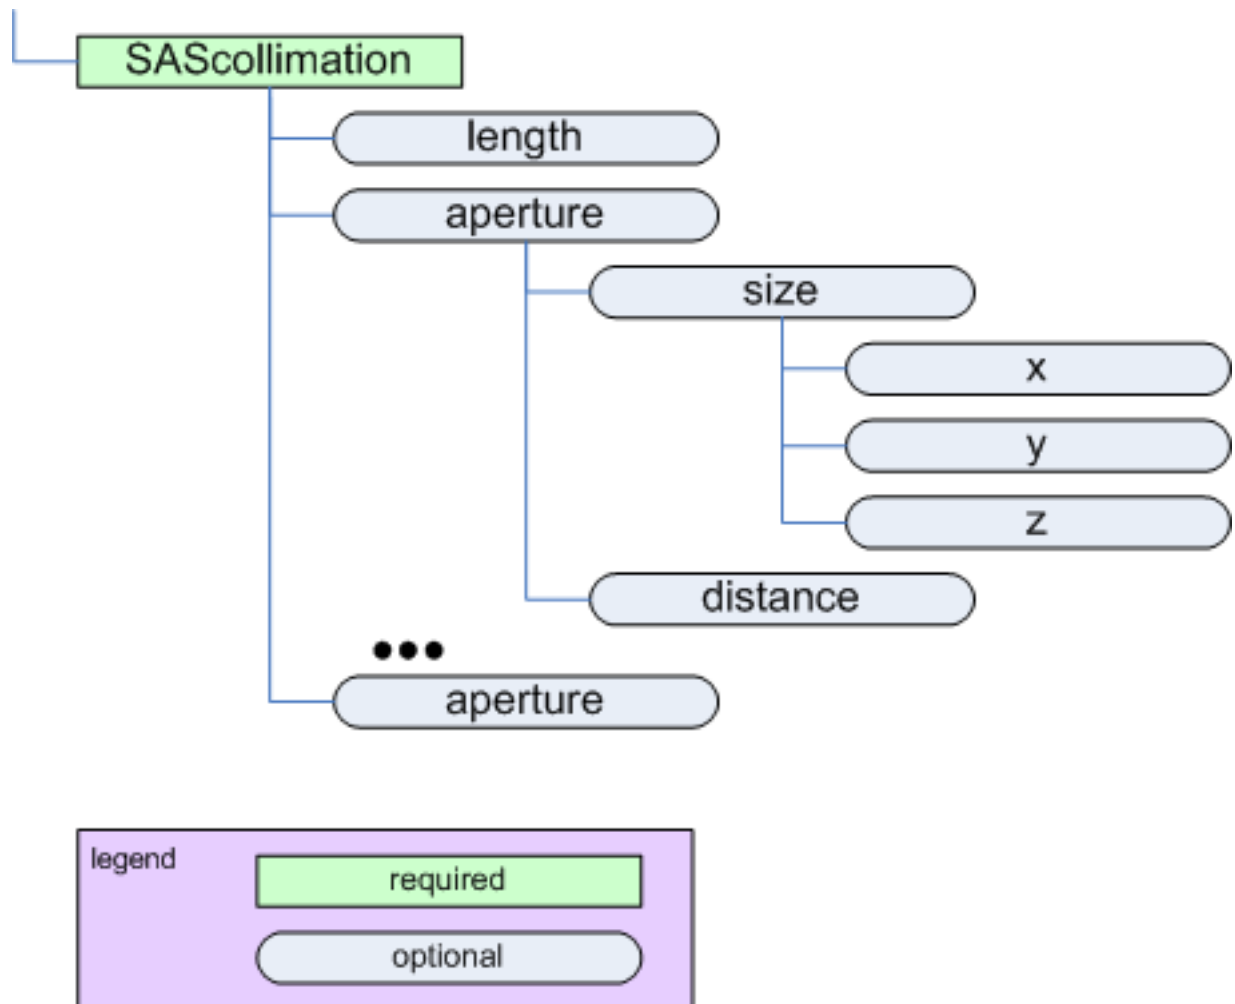 SAScollimation
length
aperture
size
x
y
z
distance
•••
aperture
legend
required
optional